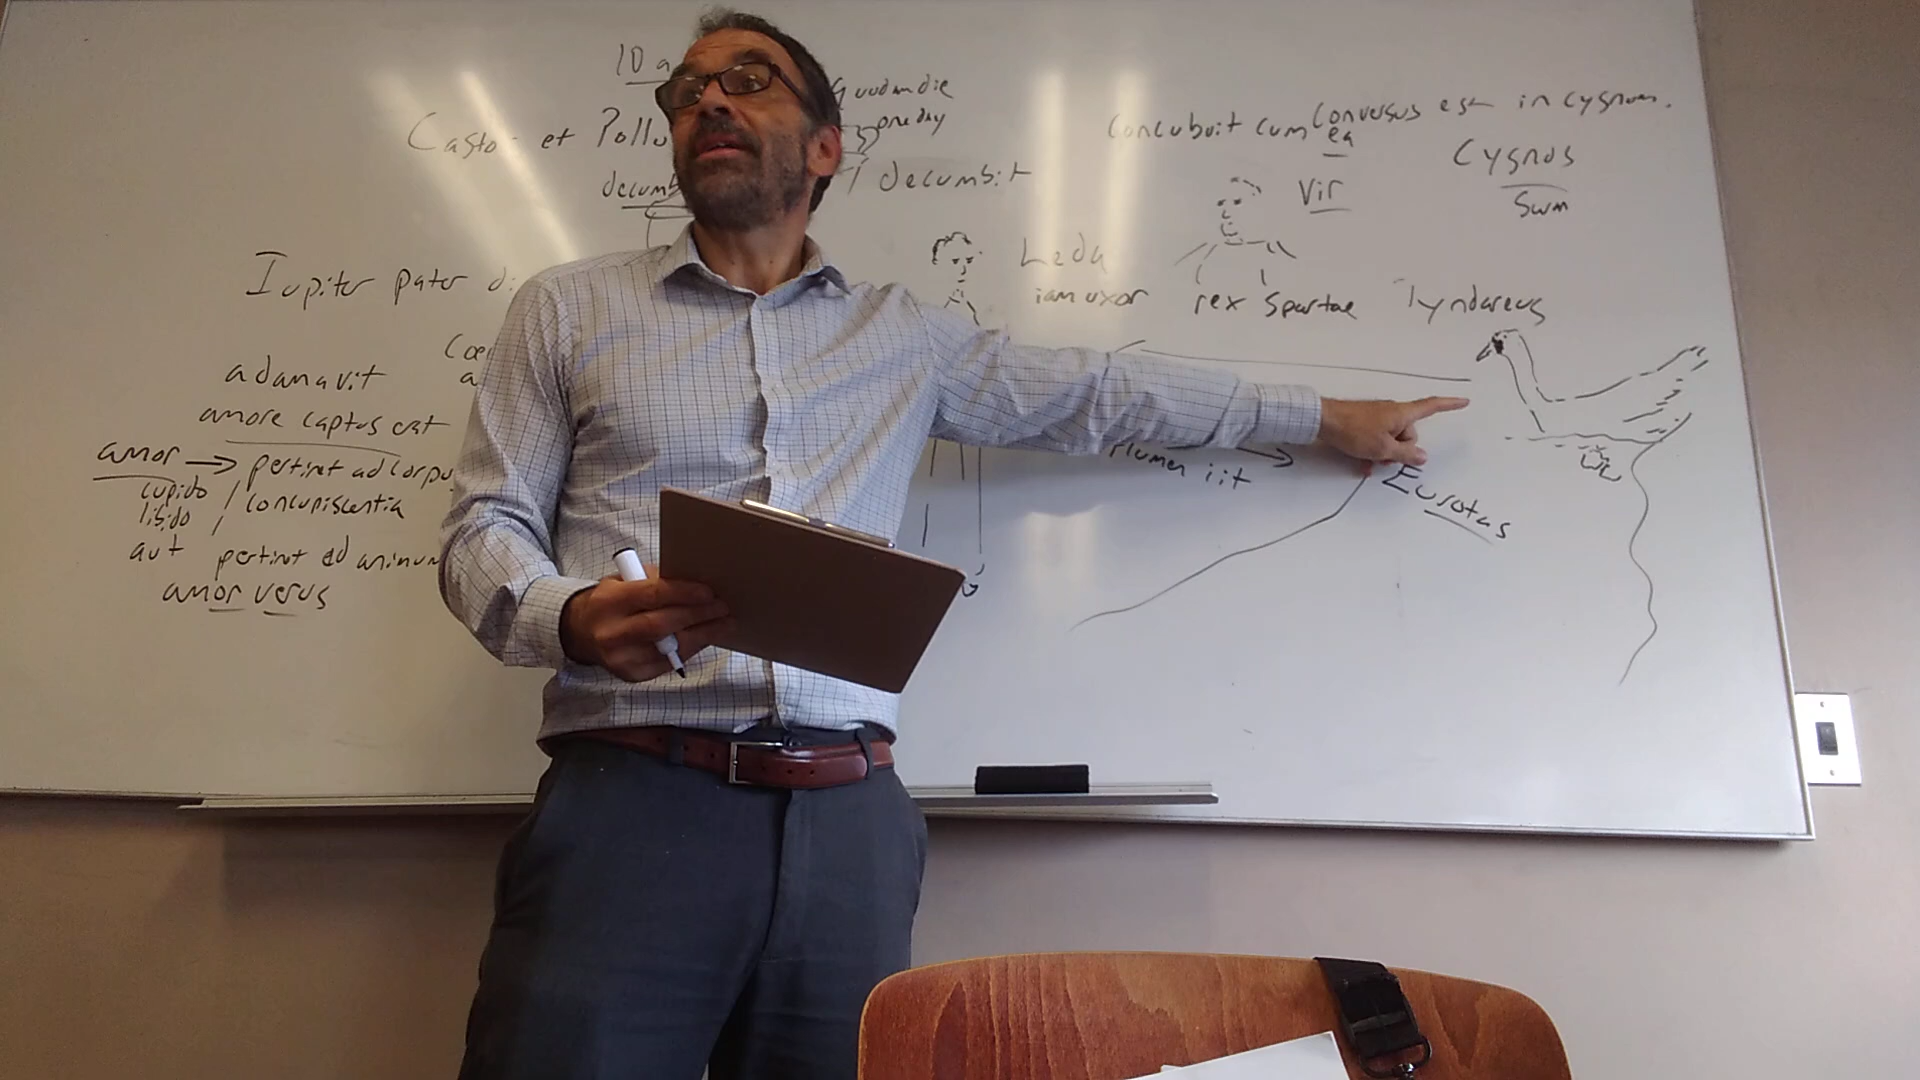 10 a
Castor et Pollu
quodam die
one day
decumb
decumbit
Iupiter pater di
adamavit
amore captus est
amor → pertinet ad corpu
cupido / concupiscentia
libido /
aut pertinet ad animum
amor verus
Leda
iam uxor
concubuit cum ea
conversus est in cygnum.
Vir
rex Spartae Tyndareus
Cygnus
Swan
flumen iit
Eurotas